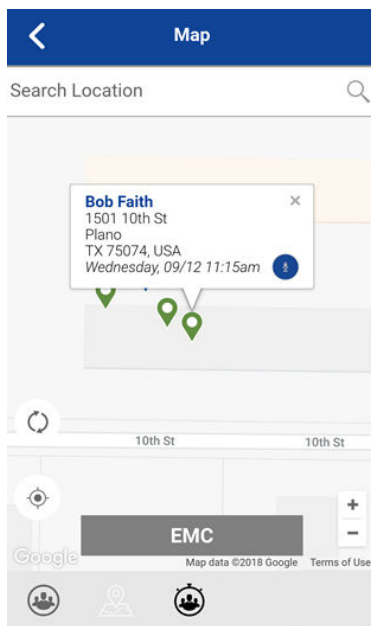 Map
Search Location
Bob Faith
1501 10th St
Plano
TX 75074, USA
Wednesday, 09/12 11:15am
10th St
10th St
EMC
Google
Map data ©2018 Google
Terms of Use